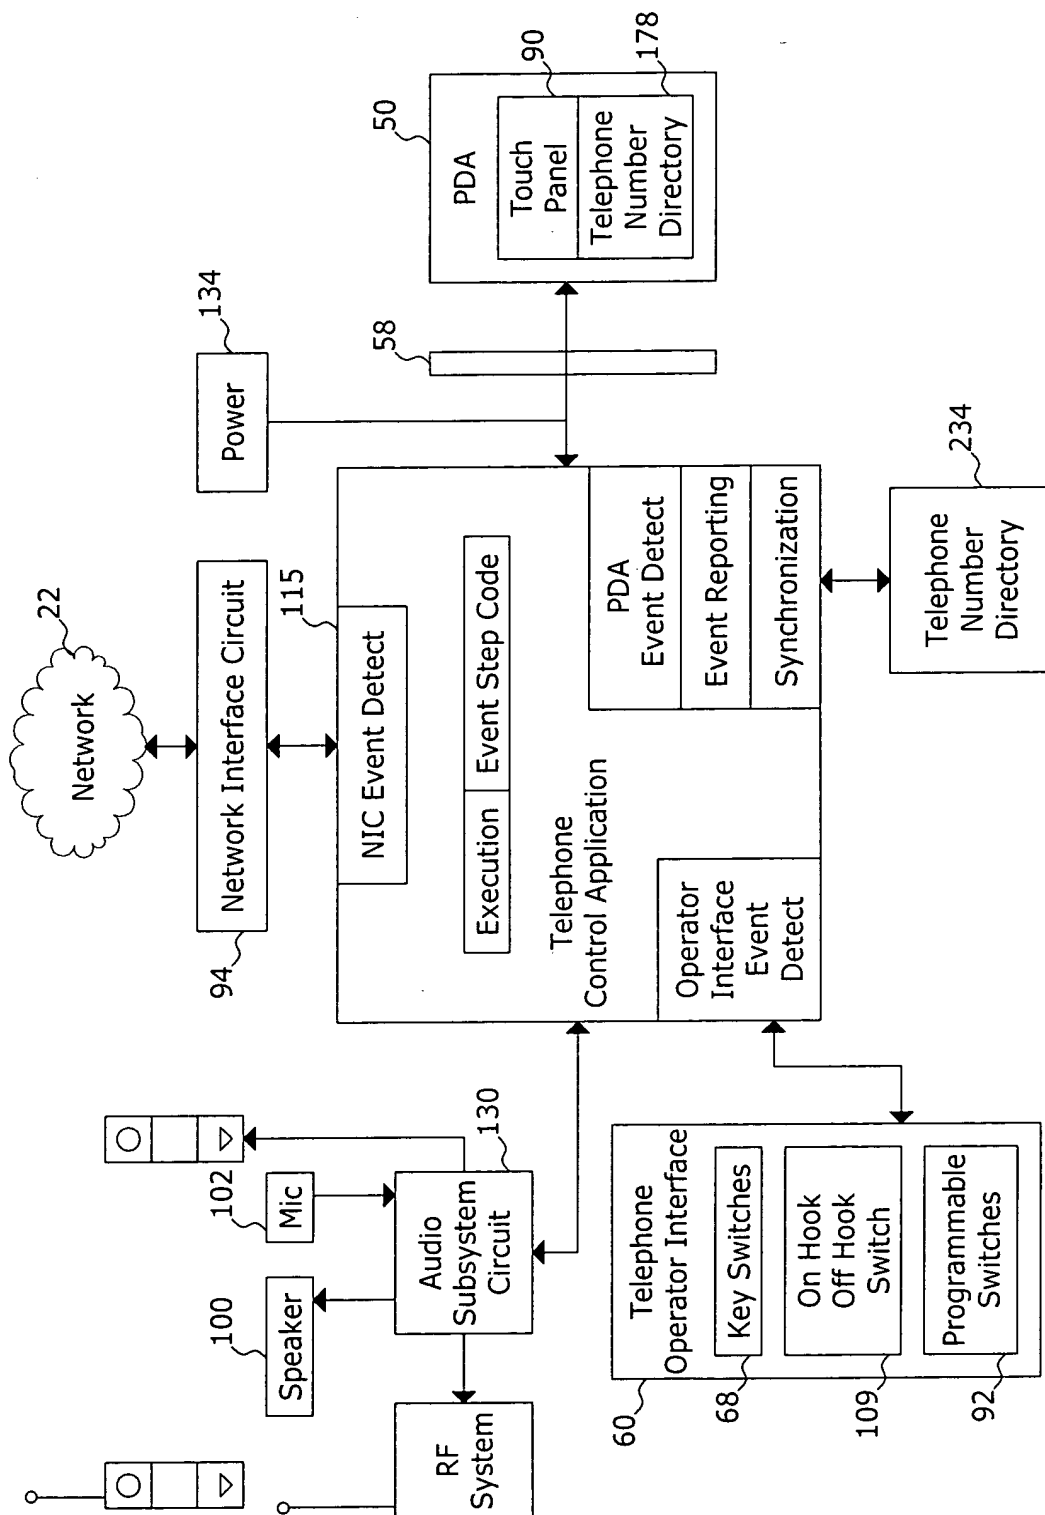 22
Network
94
Network Interface Circuit
134
Power
50
PDA
90
Touch
Panel
178
Telephone
Number
Directory
58
115
NIC Event Detect
Execution
Event Step Code
Telephone
Control Application
PDA
Event Detect
Event Reporting
Synchronization
Operator
Interface
Event
Detect
234
Telephone
Number
Directory
102
Mic
100
Speaker
130
Audio
Subsystem
Circuit
RF
System
60
Telephone
Operator Interface
68
Key Switches
109
On Hook
Off Hook
Switch
92
Programmable
Switches